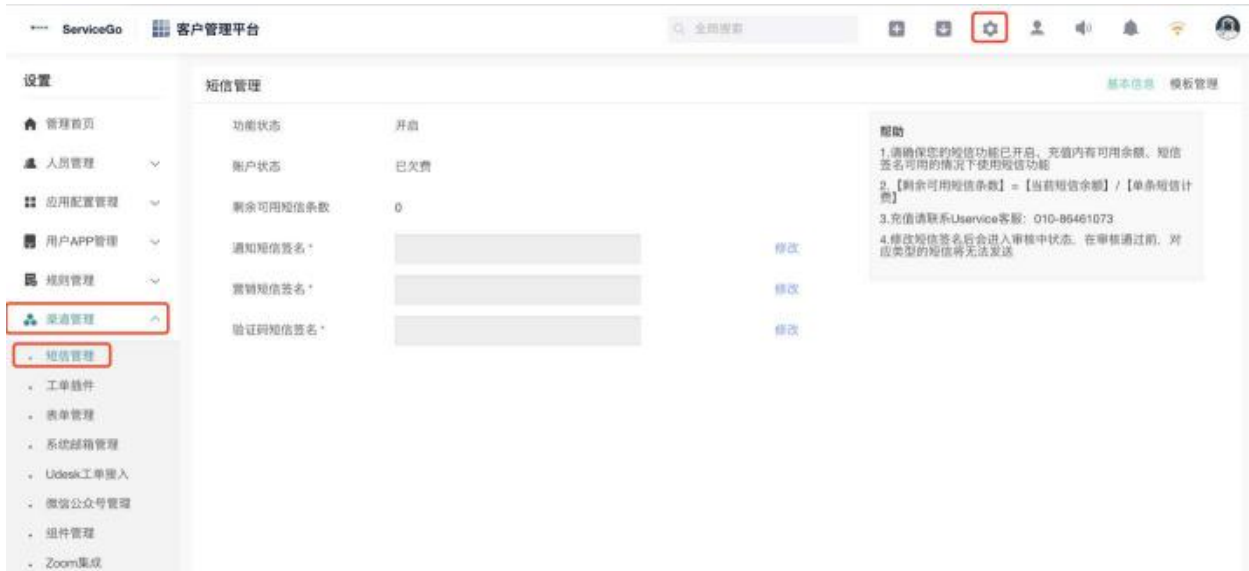 ServiceGo 客户管理平台 全局搜索
设置
短信管理 基本信息 模板管理
管理首页
人员管理
应用配置管理
用户APP管理
规则管理
渠道管理
短信管理
工单插件
表单管理
系统邮箱管理
Udesk工单接入
微信公众号管理
组件管理
Zoom集成
功能状态 开启
账户状态 已欠费
剩余可用短信条数 0
通知短信签名* 修改
营销短信签名* 修改
验证码短信签名* 修改
帮助
1.请确保您的短信功能已开启、充值内有可用余额、短信
签名可用的情况下使用短信功能
2.【剩余可用短信条数】=【当前短信余额】/【单条短信计
费】
3.充值请联系Uservice客服：010-86461073
4.修改短信签名后会进入审核中状态，在审核通过前，对
应类型的短信将无法发送